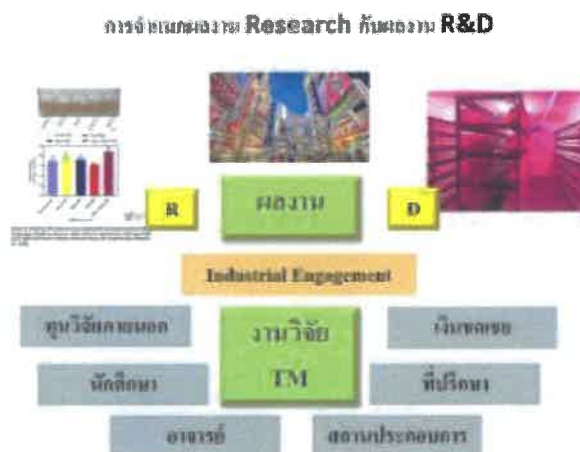 การจำแนกผลงาน Research กับผลงาน R&D
R
ผลงาน
D
Industrial Engagement
ทุนวิจัยภายนอก
งานวิจัย
TM
เงินชดเชย
นักศึกษา
ที่ปรึกษา
อาจารย์
สถานประกอบการ